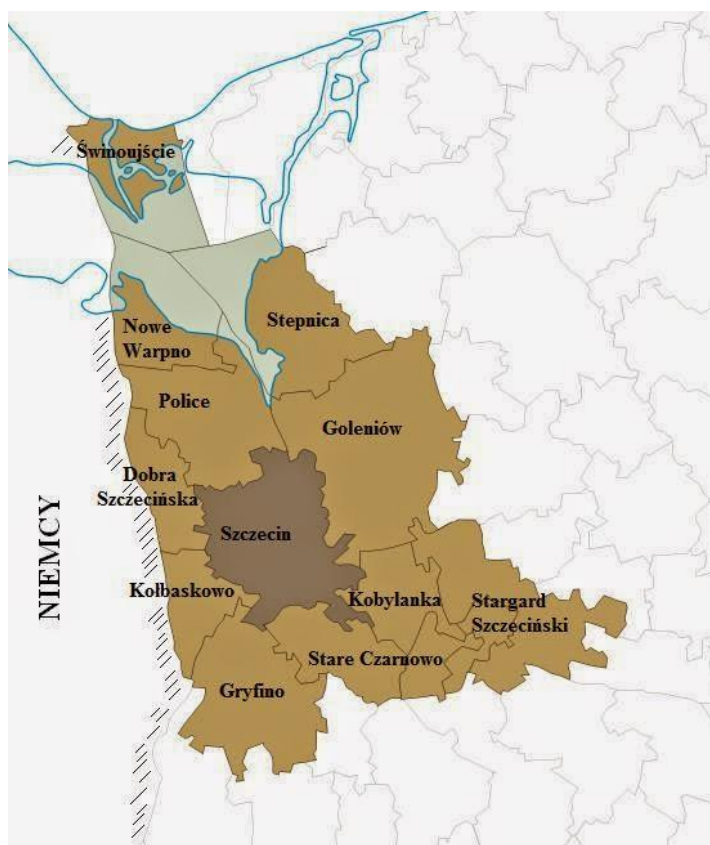 Świnoujście
Stepnica
Nowe
Warpno
Police
Goleniów
Dobra
Szczecińska
Szczecin
NIEMCY
Kołbaskowo
Kobylanka
Stargard
Szczeciński
Stare Czarnowo
Gryfino